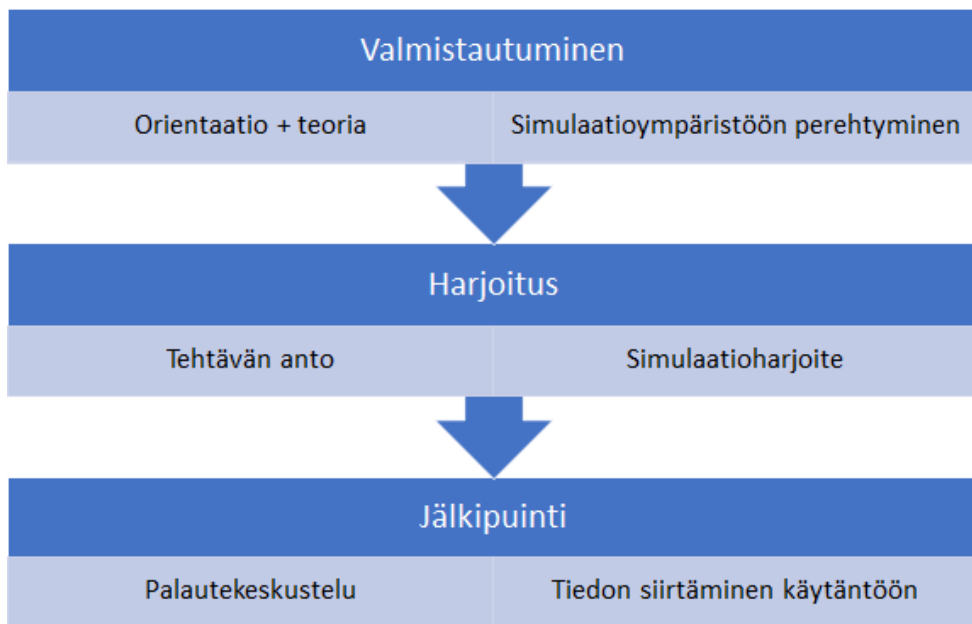 Valmistautuminen
Orientaatio + teoria
Simulaatioympäristöön perehtyminen
Harjoitus
Tehtävän anto
Simulaatioharjoite
Jälkipuinti
Palautekeskustelu
Tiedon siirtäminen käytäntöön